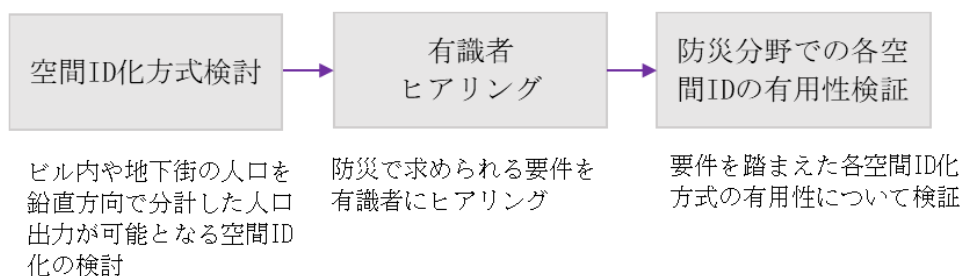 空間ID化方式検討
有識者
ヒアリング
防災分野での各空
間IDの有用性検証
ビル内や地下街の人口を
鉛直方向で分計した人口
出力が可能となる空間ID
化の検討
防災で求められる要件を
有識者にヒアリング
要件を踏まえた各空間ID化
方式の有用性について検証